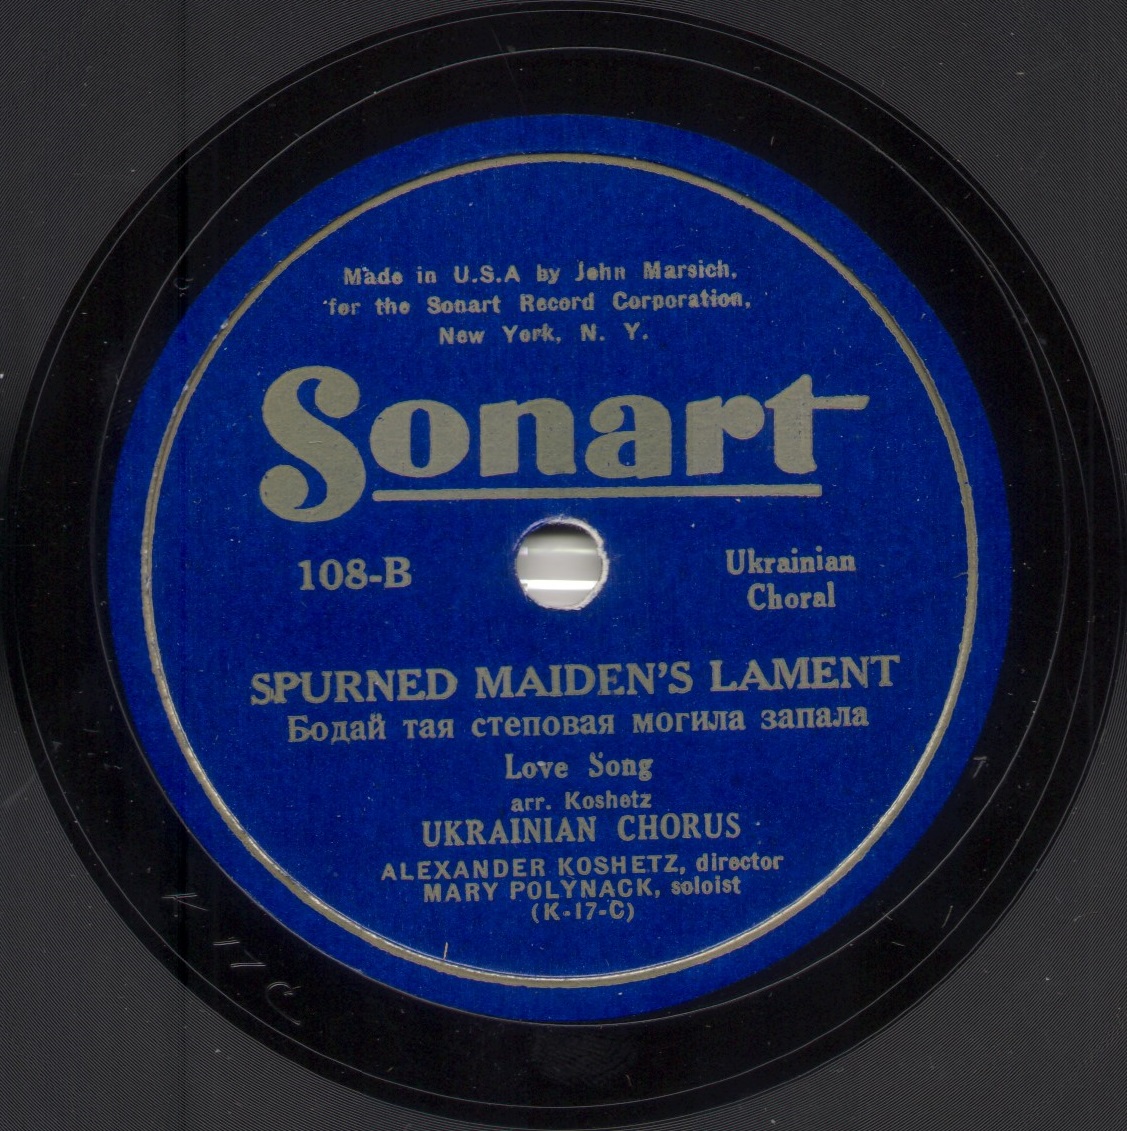 Made in U.S.A by John Marsich,
for the Sonart Record Corporation,
New York, N. Y.
Sonart
108-B
Ukrainian
Choral
SPURNED MAIDEN'S LAMENT
Бодай тая степовая могила запала
Love Song
arr. Koshetz
UKRAINIAN CHORUS
ALEXANDER KOSHETZ, director
MARY POLYNACK, soloist
(K-17-C)
K 17 C